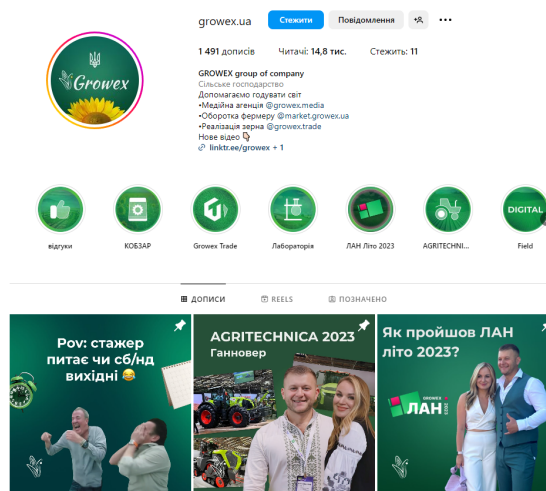 growex.ua
Стежити
Повідомлення
1 491 дописів
Читачі: 14,8 тис.
Стежить: 11
Growex
GROWEX group of company
Сільське господарство
Допомагаємо годувати світ
•Медійна агенція @growex.media
•Оборотка фермеру @market.growex.ua
•Реалізація зерна @growex.trade
Нове відео
linktr.ee/growex + 1
DIGITAL
відгуки
КОБЗАР
Growex Trade
Лабораторія
ЛАН Літо 2023
AGRITECHNI...
Field
ДОПИСИ
REELS
ПОЗНАЧЕНО
Pov: стажер
питає чи сб/нд
вихідні
AGRITECHNICA 2023
Ганновер
Як пройшов ЛАН
літо 2023?
ЛАН